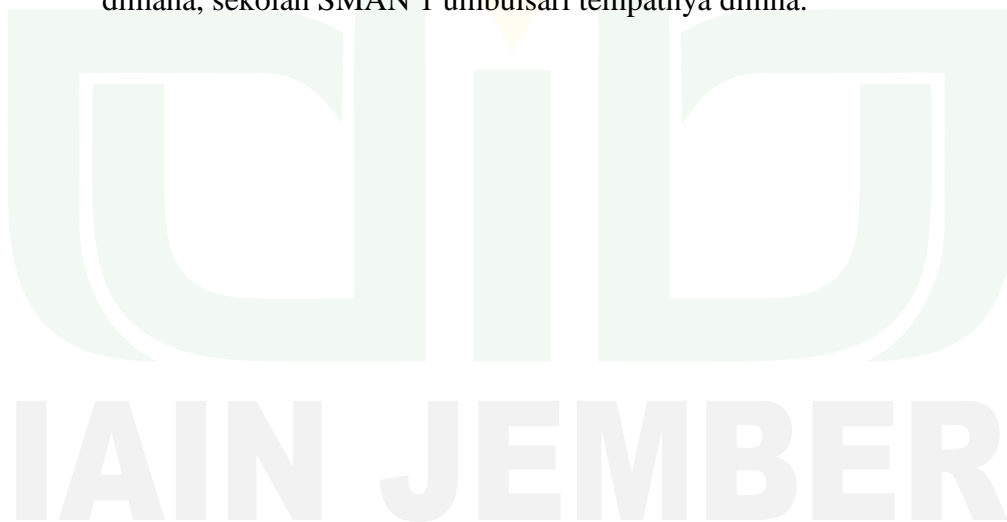 dimana, sekolah SMAN 1 umbulsari tempatnya dimna.
IAIN JEMBER